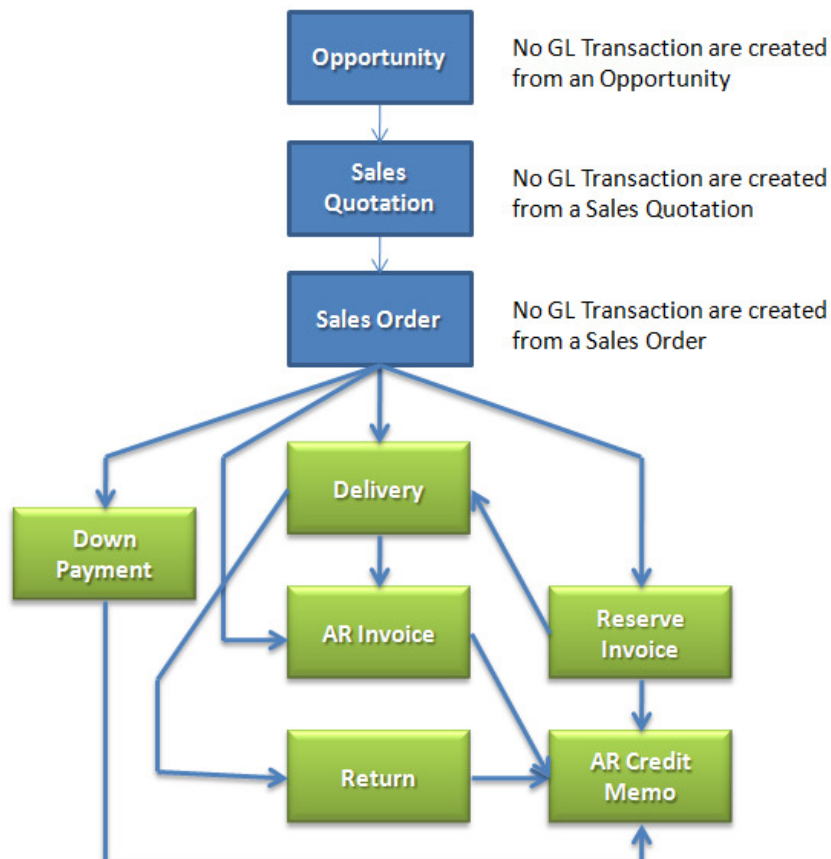 Opportunity
No GL Transaction are created
from an Opportunity
Sales
Quotation
No GL Transaction are created
from a Sales Quotation
Sales Order
No GL Transaction are created
from a Sales Order
Delivery
Down
Payment
AR Invoice
Reserve
Invoice
Return
AR Credit
Memo